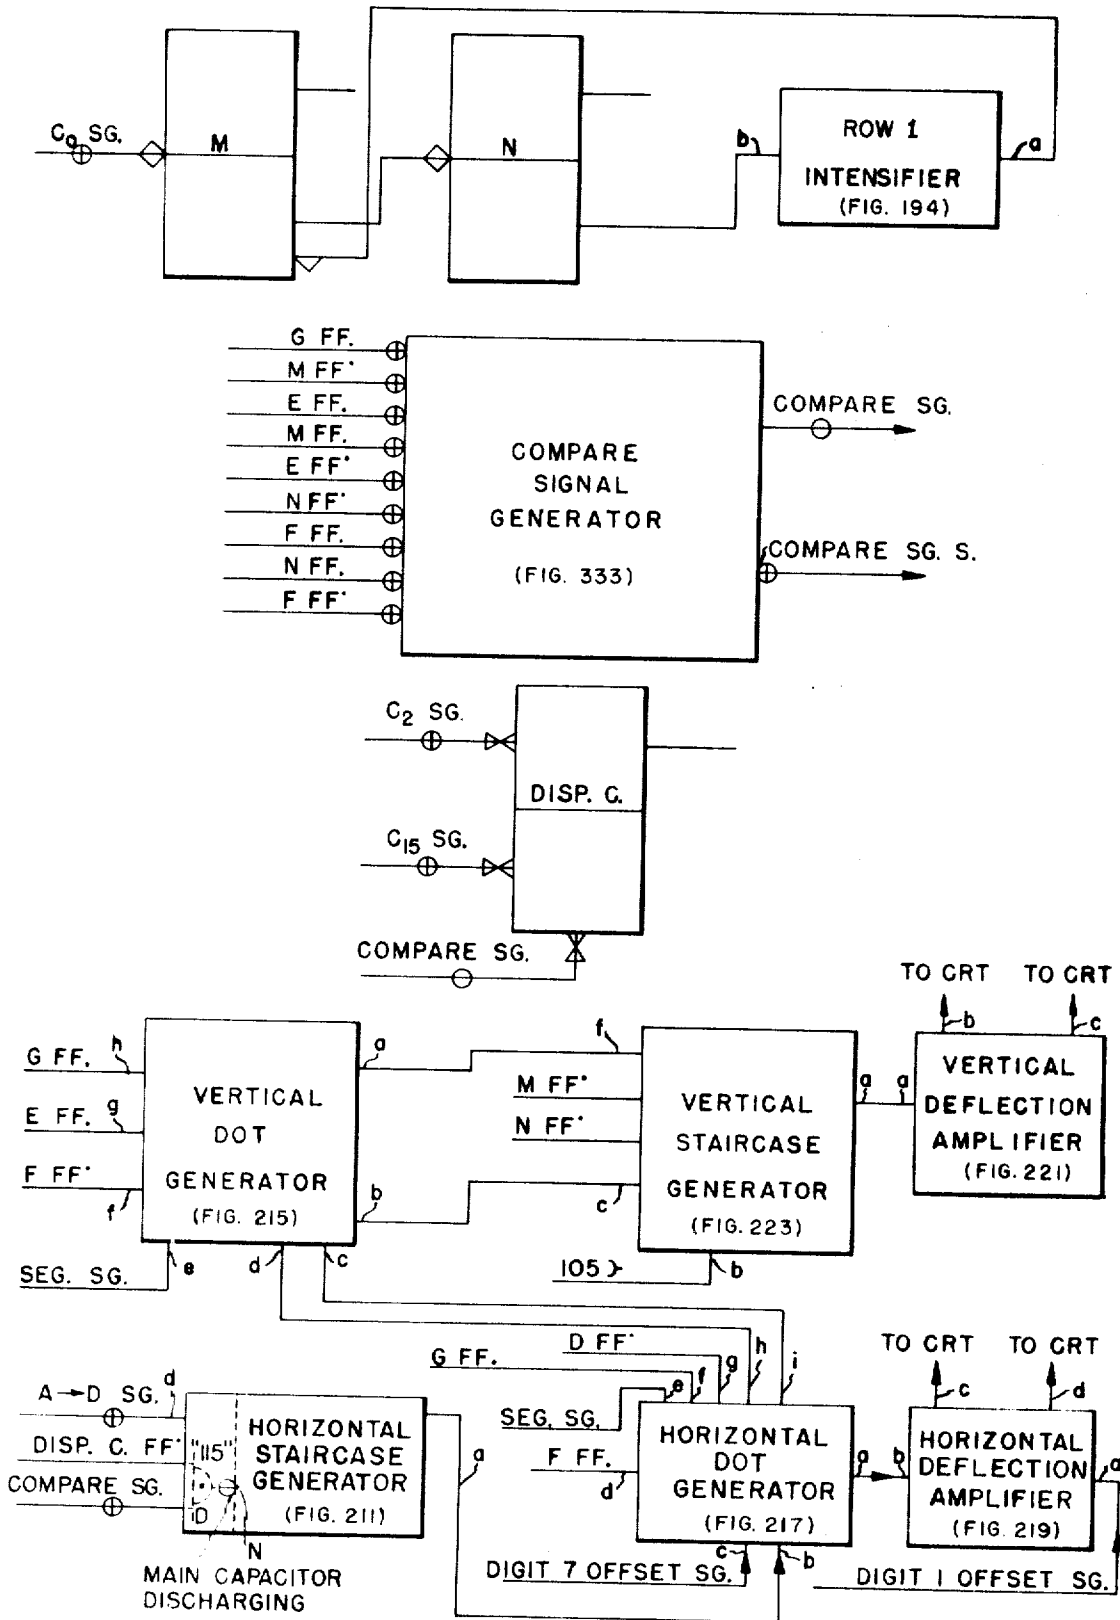 C₀ SG.
M
N
b
ROW 1
INTENSIFIER
(FIG. 194)
a
G FF.
M FF'
E FF.
M FF.
E FF'
N FF'
F FF.
N FF.
F FF'
COMPARE
SIGNAL
GENERATOR
(FIG. 333)
COMPARE SG.
COMPARE SG. S.
C₂ SG.
DISP. C.
C₁₅ SG.
COMPARE SG.
TO CRT TO CRT
b c
G FF. h
E FF. g
F FF' f
VERTICAL
DOT
GENERATOR
(FIG. 215)
a
b
e d c
SEG. SG.
f
M FF'
N FF'
c
VERTICAL
STAIRCASE
GENERATOR
(FIG. 223)
105
b
a a
VERTICAL
DEFLECTION
AMPLIFIER
(FIG. 221)
A→D SG. d
DISP. C. FF'
COMPARE SG.
"115"
D
N
HORIZONTAL
STAIRCASE
GENERATOR
(FIG. 211)
MAIN CAPACITOR
DISCHARGING
a
D FF'
G FF.
SEG. SG.
e f g h i
F FF.
d
HORIZONTAL
DOT
GENERATOR
(FIG. 217)
c b
DIGIT 7 OFFSET SG.
a b
TO CRT TO CRT
c d
HORIZONTAL
DEFLECTION
AMPLIFIER
(FIG. 219)
a
DIGIT 1 OFFSET SG.